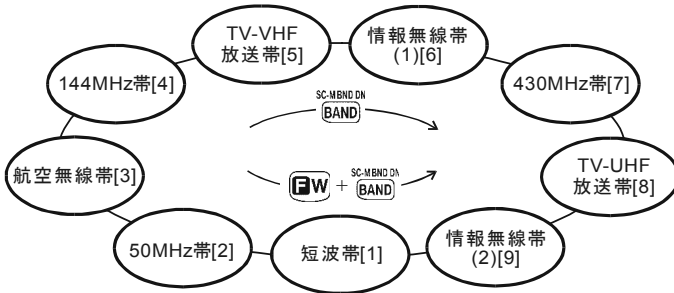 TV-VHF
放送帯[5]
情報無線帯
(1)[6]
144MHz帯[4]
430MHz帯[7]
SC-M BND DN
BAND
航空無線帯[3]
TV-UHF
放送帯[8]
FW + SC-M BND DN
BAND
50MHz帯[2]
短波帯[1]
情報無線帯
(2)[9]